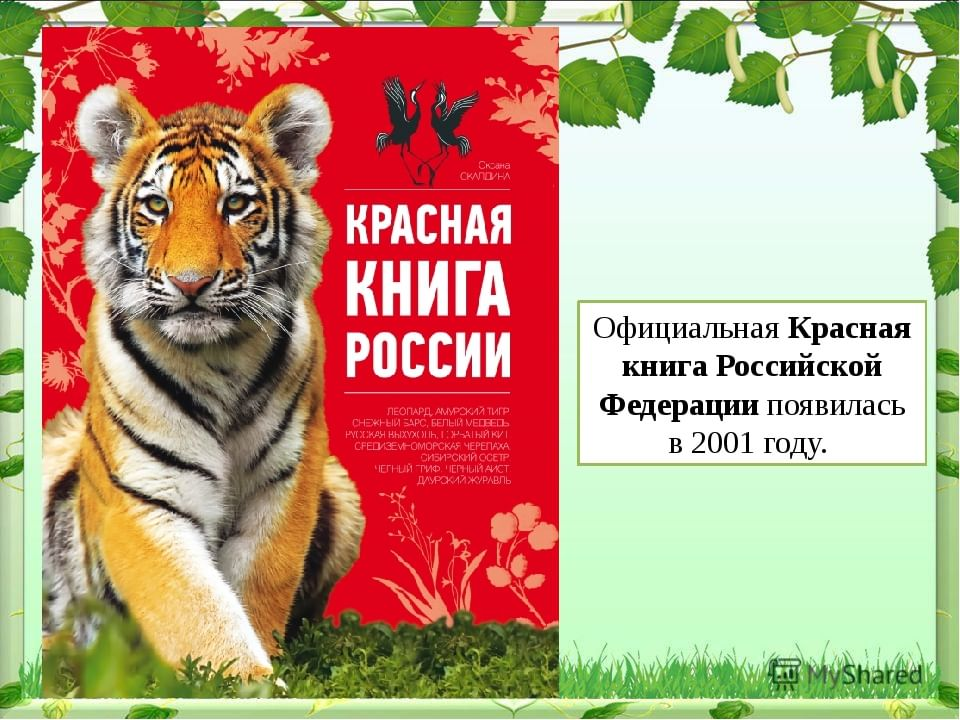 Оксана
СКАЛДИНА
КРАСНАЯ
КНИГА
РОССИИ
ЛЕОПАРД, АМУРСКИЙ ТИГР
СНЕЖНЫЙ БАРС, БЕЛЫЙ МЕДВЕДЬ
РУССКАЯ ВЫХУХОЛЬ, ГОРБАТЫЙ КИТ
СРЕДИЗЕМНОМОРСКАЯ ЧЕРЕПАХА
СИБИРСКИЙ ОСЕТР
ЧЕРНЫЙ ГРИФ, ЧЕРНЫЙ АИСТ
ДАУРСКИЙ ЖУРАВЛЬ
Официальная Красная
книга Российской
Федерации появилась
в 2001 году.
MyShared